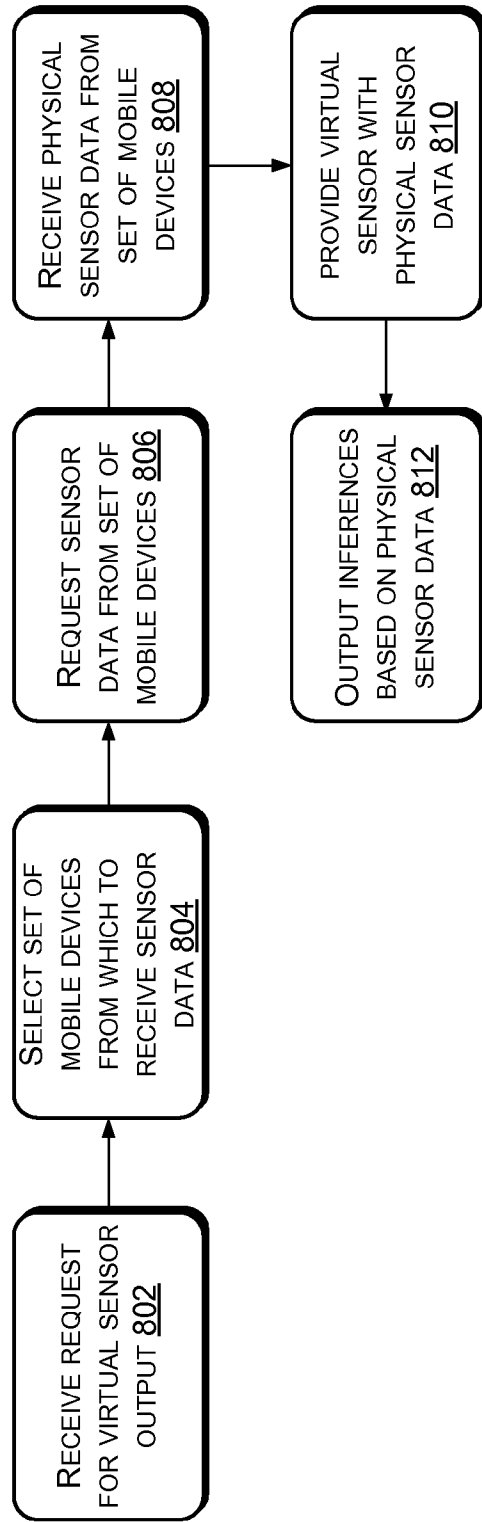 RECEIVE REQUEST
FOR VIRTUAL SENSOR
OUTPUT 802
SELECT SET OF
MOBILE DEVICES
FROM WHICH TO
RECEIVE SENSOR
DATA 804
REQUEST SENSOR
DATA FROM SET OF
MOBILE DEVICES 806
RECEIVE PHYSICAL
SENSOR DATA FROM
SET OF MOBILE
DEVICES 808
PROVIDE VIRTUAL
SENSOR WITH
PHYSICAL SENSOR
DATA 810
OUTPUT INFERENCES
BASED ON PHYSICAL
SENSOR DATA 812